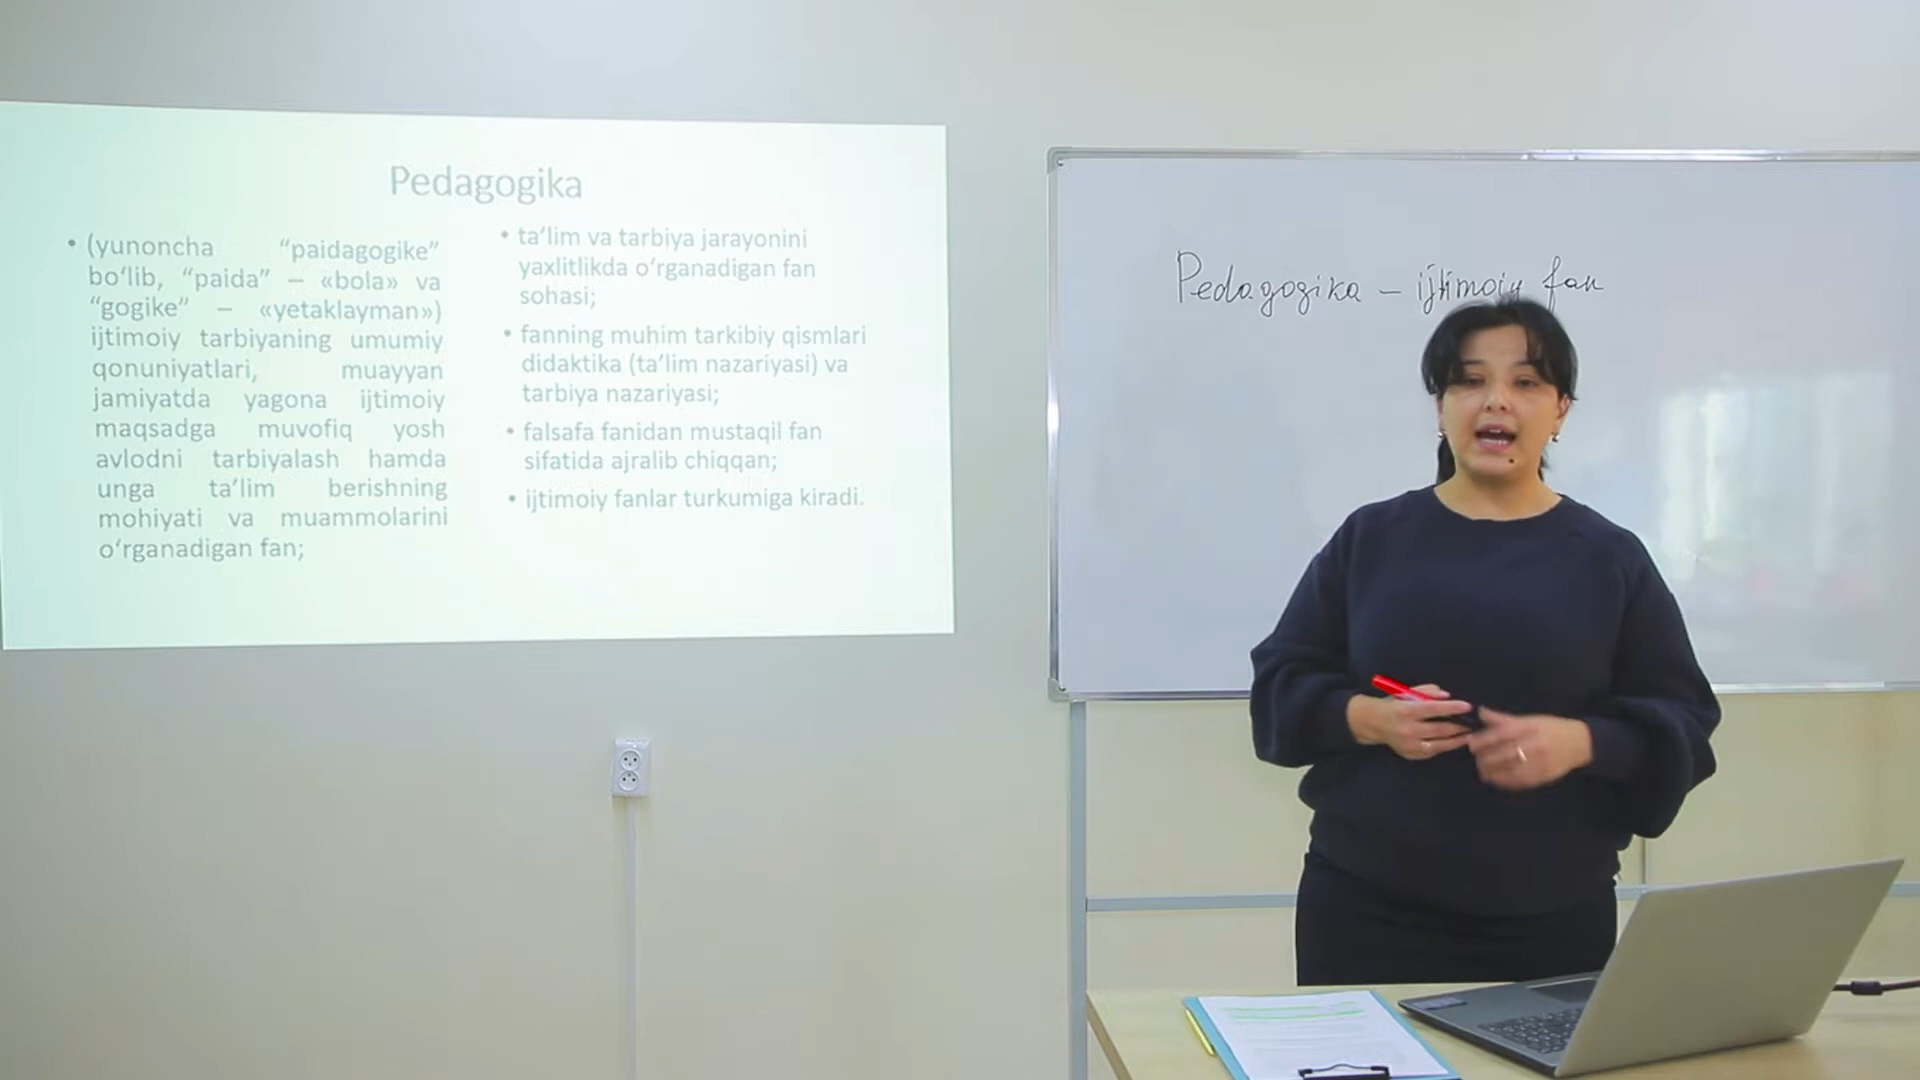 Pedagogika
• (yunoncha “paidagogike”
bo‘lib, “paida” – «bola» va
“gogike” – «yetaklayman»)
ijtimoiy tarbiyaning umumiy
qonuniyatlari, muayyan
jamiyatda yagona ijtimoiy
maqsadga muvofiq yosh
avlodni tarbiyalash hamda
unga ta’lim berishning
mohiyati va muammolarini
o‘rganadigan fan;
• ta’lim va tarbiya jarayonini
yaxlitlikda o‘rganadigan fan
sohasi;
• fanning muhim tarkibiy qismlari
didaktika (ta’lim nazariyasi) va
tarbiya nazariyasi;
• falsafa fanidan mustaqil fan
sifatida ajralib chiqqan;
• ijtimoiy fanlar turkumiga kiradi.
Pedagogika – ijtimoiy fan